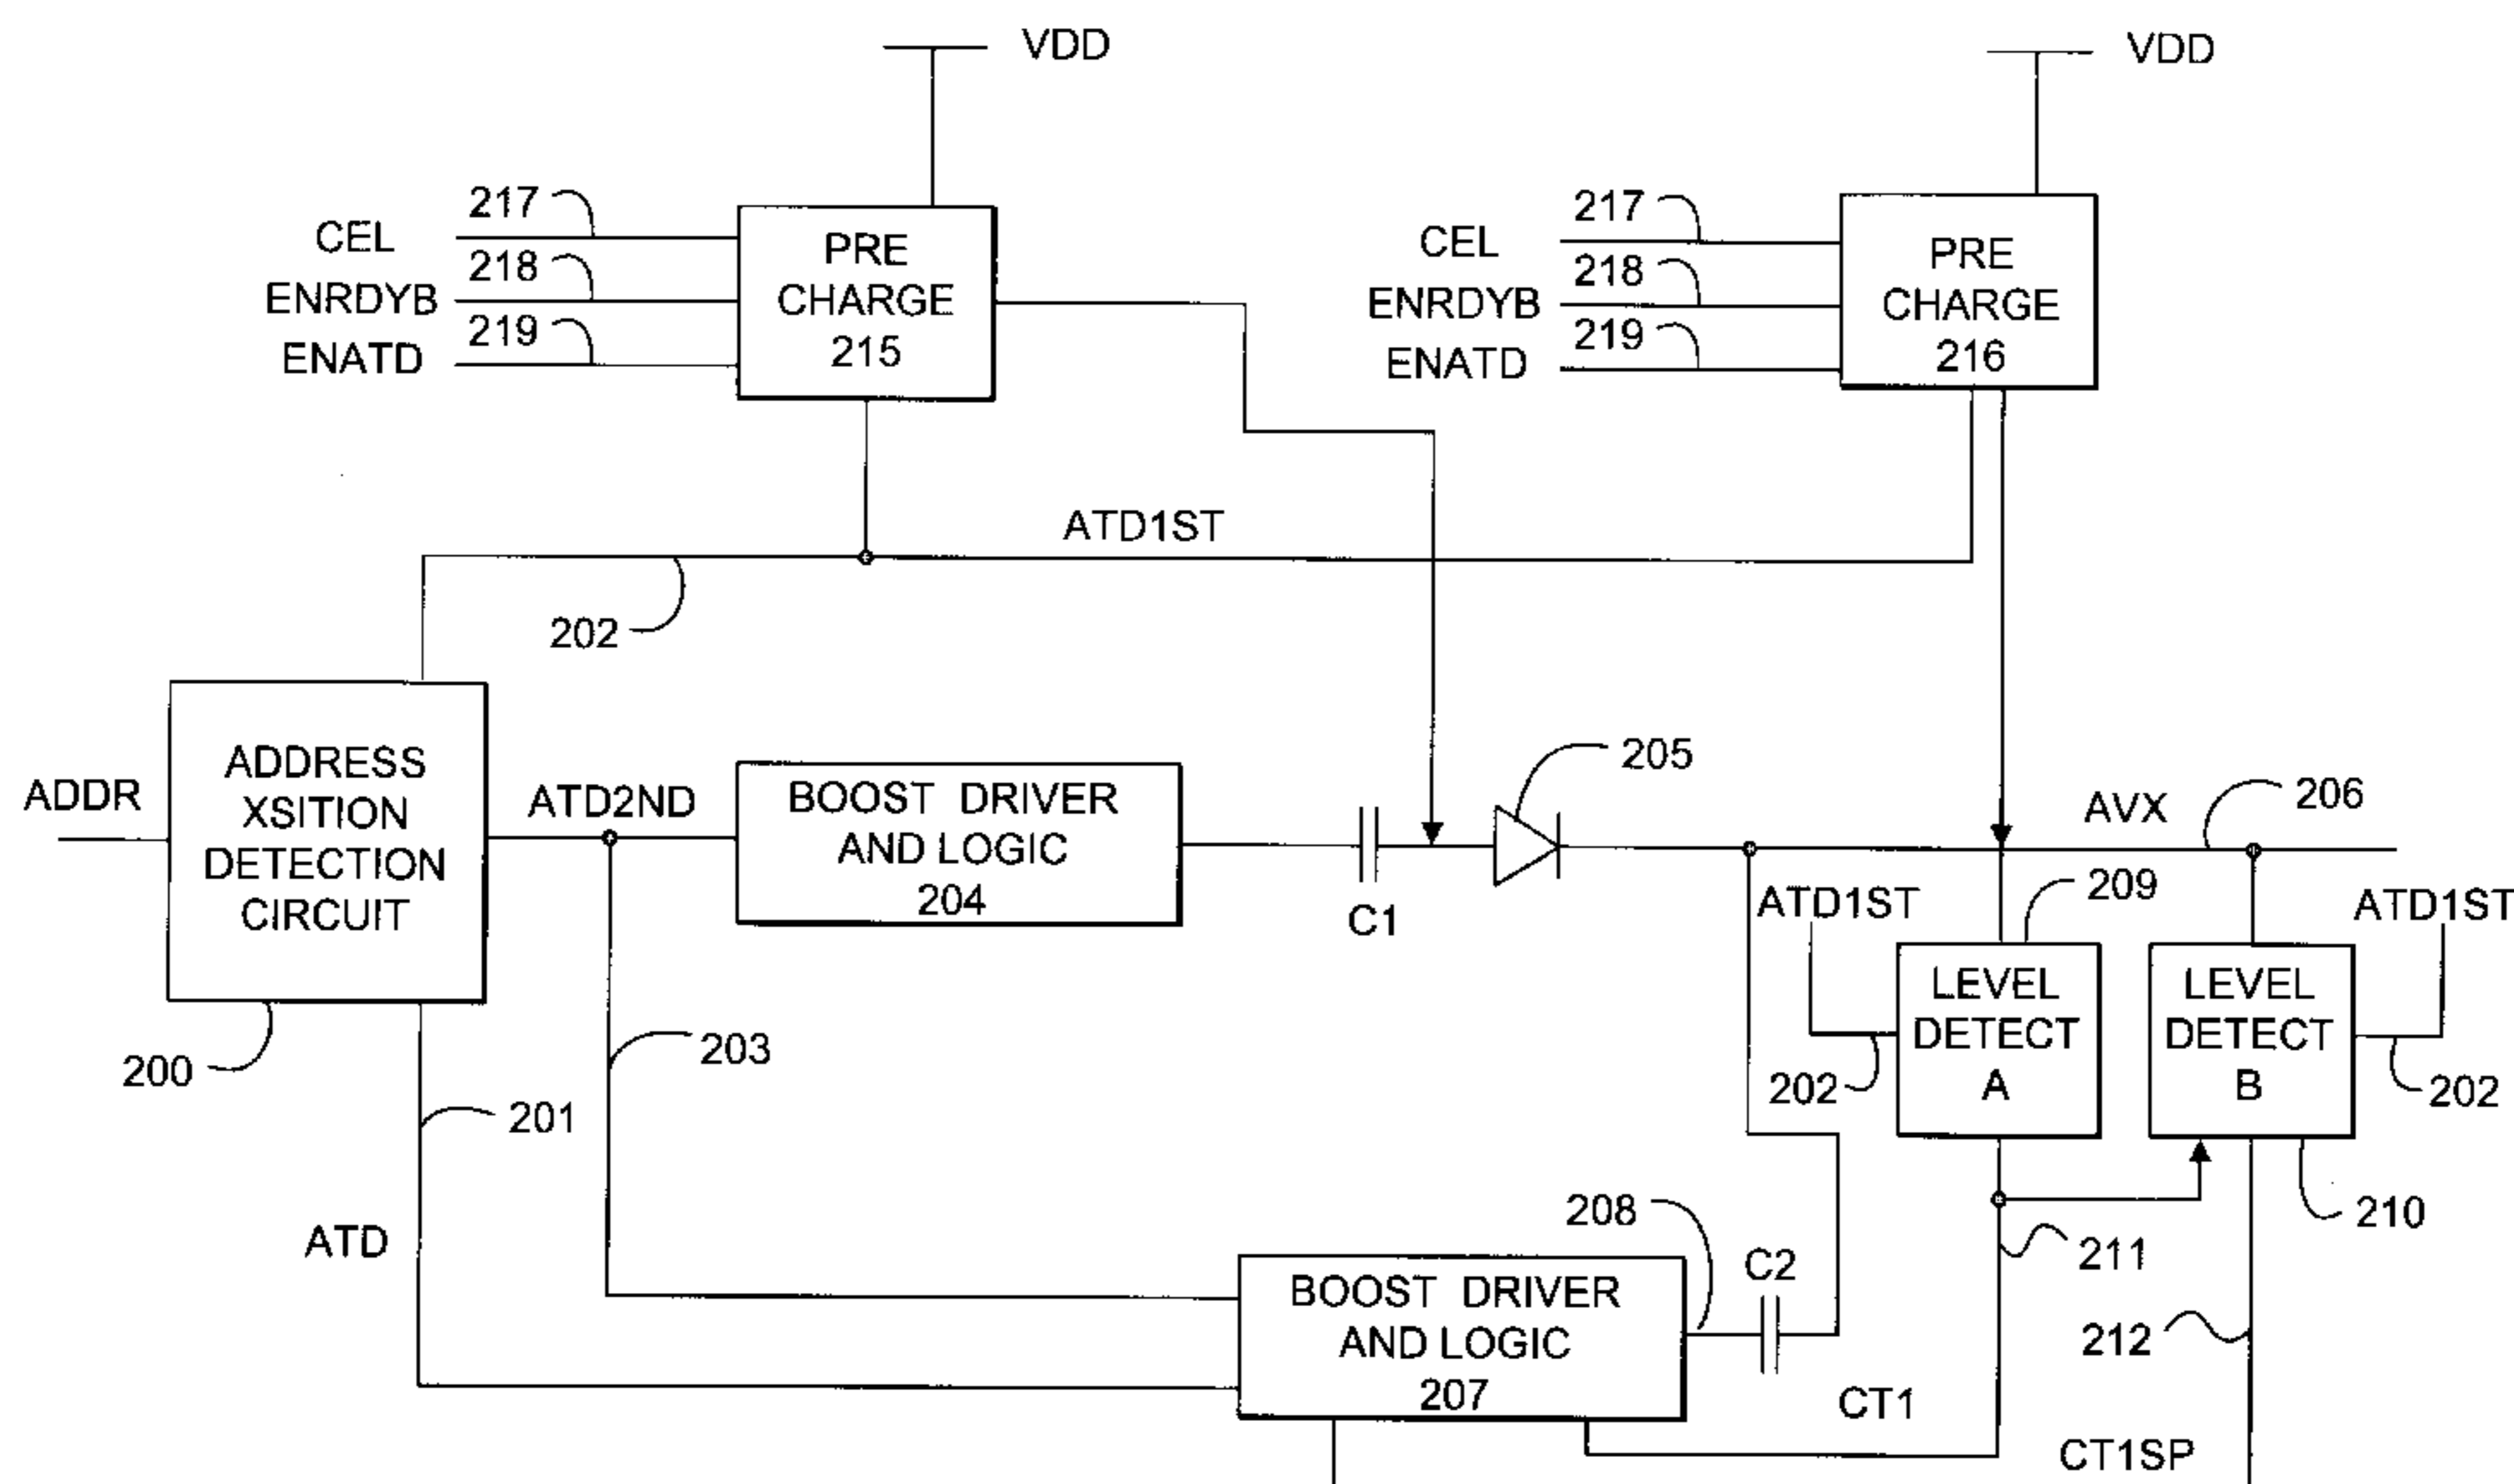 VDD
VDD
217
CEL
218
ENRDYB
219
ENATD
PRE
CHARGE
215
217
CEL
218
ENRDYB
219
ENATD
PRE
CHARGE
216
ATD1ST
202
ADDR
ADDRESS
XSITION
DETECTION
CIRCUIT
200
ATD2ND
BOOST DRIVER
AND LOGIC
204
C1
205
AVX
206
ATD1ST
209
ATD1ST
LEVEL
DETECT
A
LEVEL
DETECT
B
202
202
203
201
ATD
208
C2
210
211
212
BOOST DRIVER
AND LOGIC
207
CT1
CT1SP